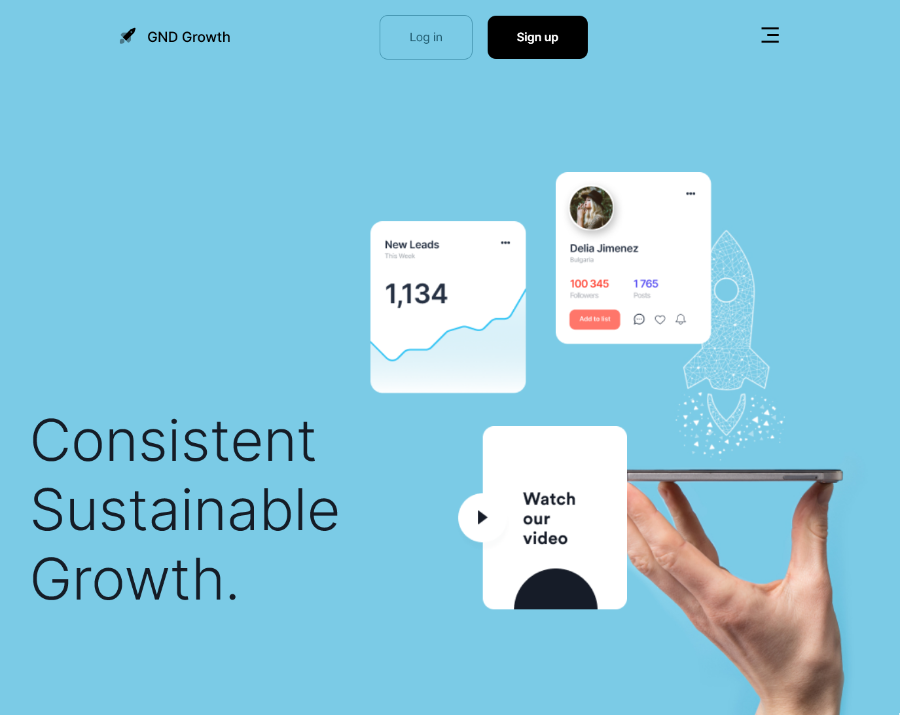 GND Growth
Log in
Sign up
New Leads
This Week
1,134
Delia Jimenez
Bulgaria
100 345
1 765
Followers
Posts
Add to list
Consistent
Sustainable
Growth.
Watch
our
video